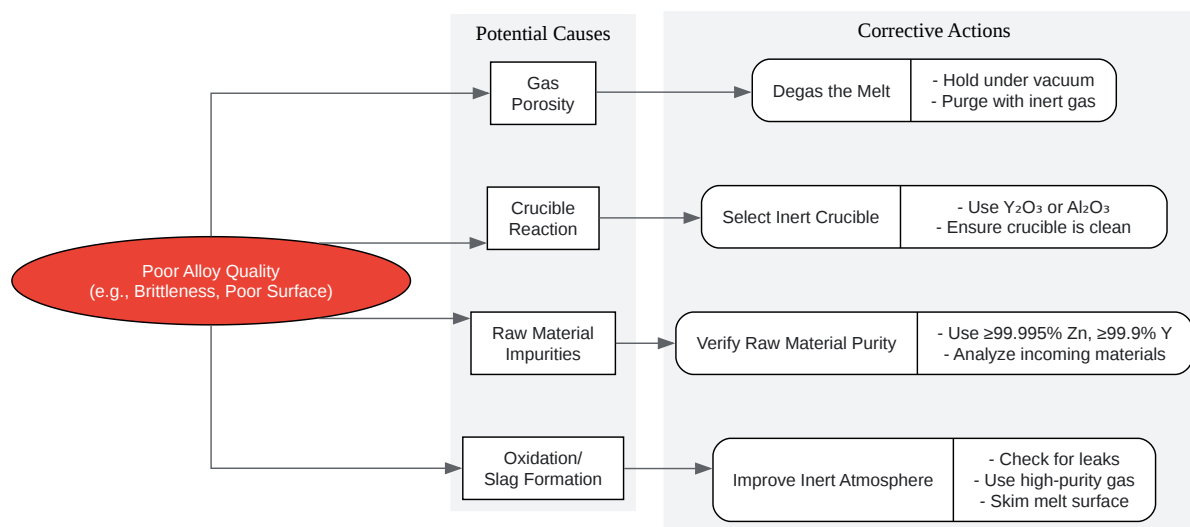 Potential Causes
Corrective Actions
Gas
Porosity
Degas the Melt
- Hold under vacuum
- Purge with inert gas
Crucible
Reaction
Select Inert Crucible
- Use Y₂O₃ or Al₂O₃
- Ensure crucible is clean
Poor Alloy Quality
(e.g., Brittleness, Poor Surface)
Raw Material
Impurities
Verify Raw Material Purity
- Use ≥99.995% Zn, ≥99.9% Y
- Analyze incoming materials
Oxidation/
Slag Formation
Improve Inert Atmosphere
- Check for leaks
- Use high-purity gas
- Skim melt surface